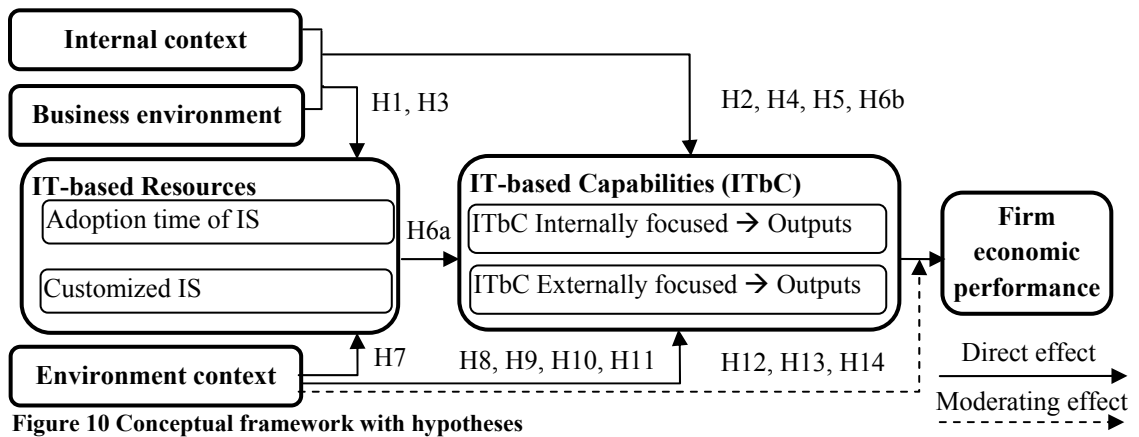 Internal context
Business environment
H1, H3
H2, H4, H5, H6b
IT-based Resources
Adoption time of IS
Customized IS
H6a
IT-based Capabilities (ITbC)
ITbC Internally focused → Outputs
ITbC Externally focused → Outputs
Firm
economic
performance
Environment context
H7
H8, H9, H10, H11
H12, H13, H14
Direct effect
Moderating effect
Figure 10 Conceptual framework with hypotheses